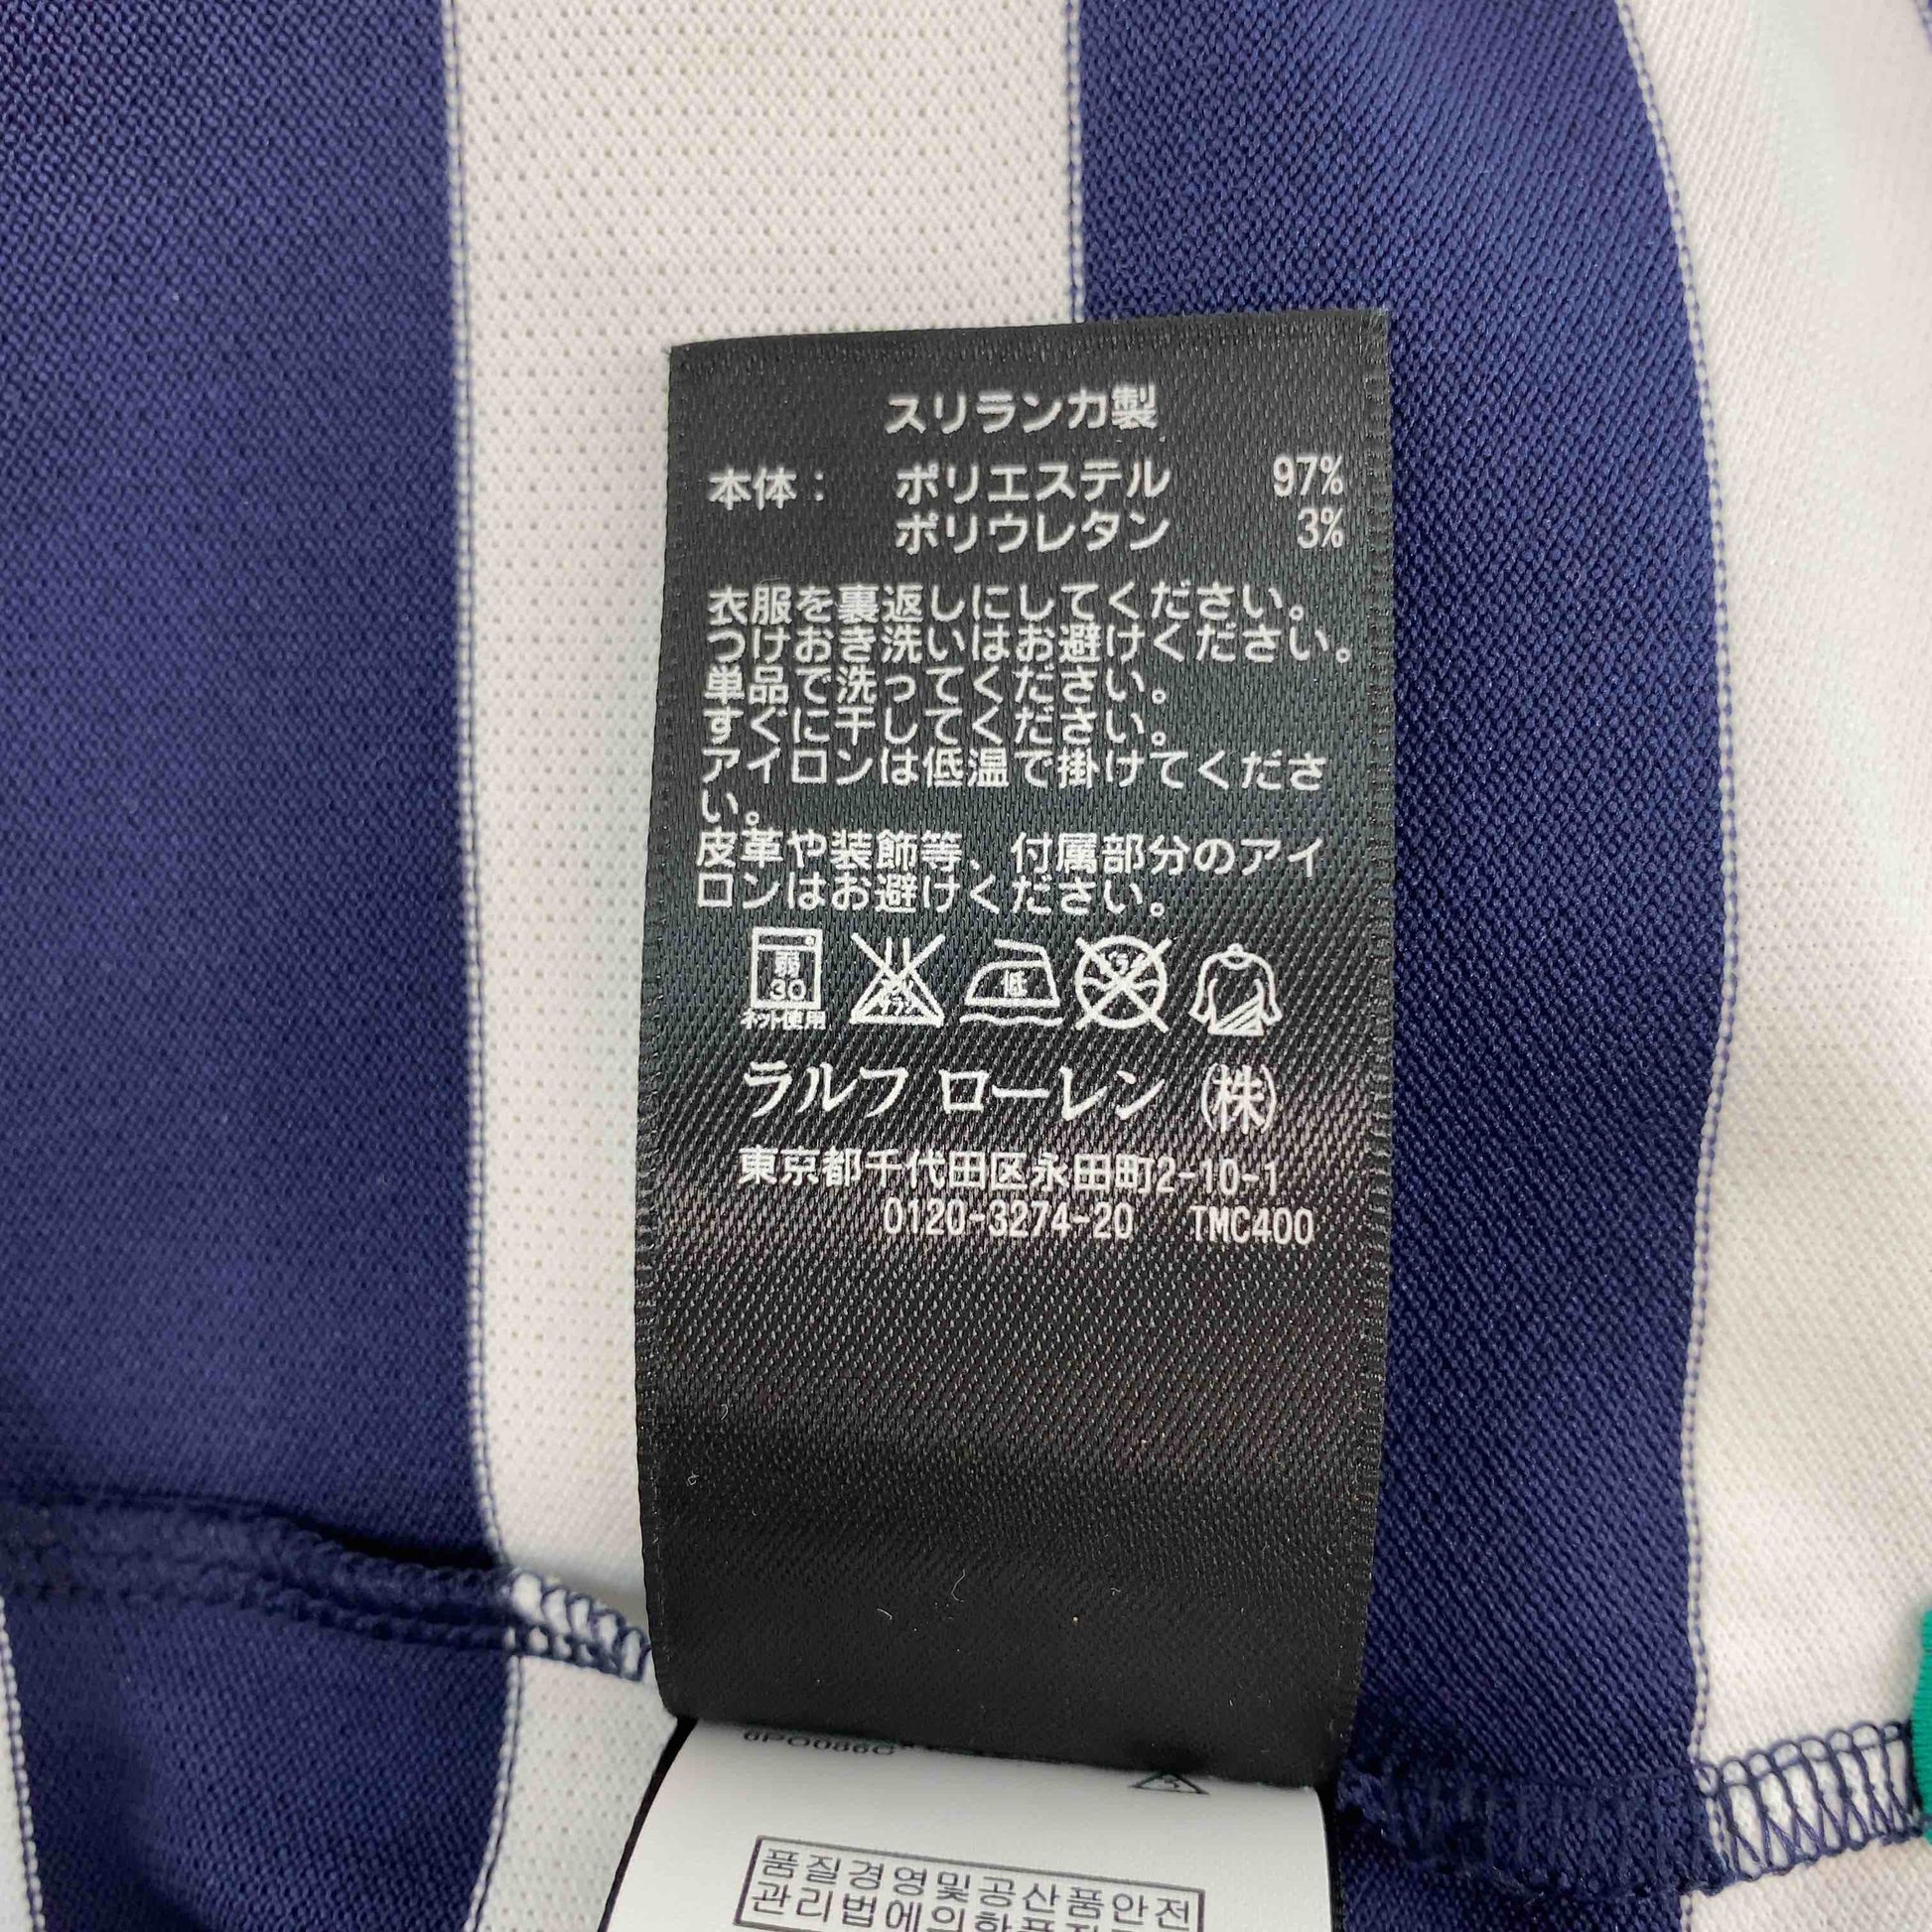 スリランカ製
本体： ポリエステル 97%
ポリウレタン 3%
衣服を裏返しにしてください。
つけおき洗いはお避けください。
単品で洗ってください。
すぐに干してください。
アイロンは低温で掛けてくださ
い。
皮革や装飾等、付属部分のアイ
ロンはお避けください。
弱 30 ネット使用 低 ドライ
ラルフ ローレン (株)
東京都千代田区永田町2-10-1
0120-3274-20 TMC400
품질경영및공산품안전
관리법에의한품질